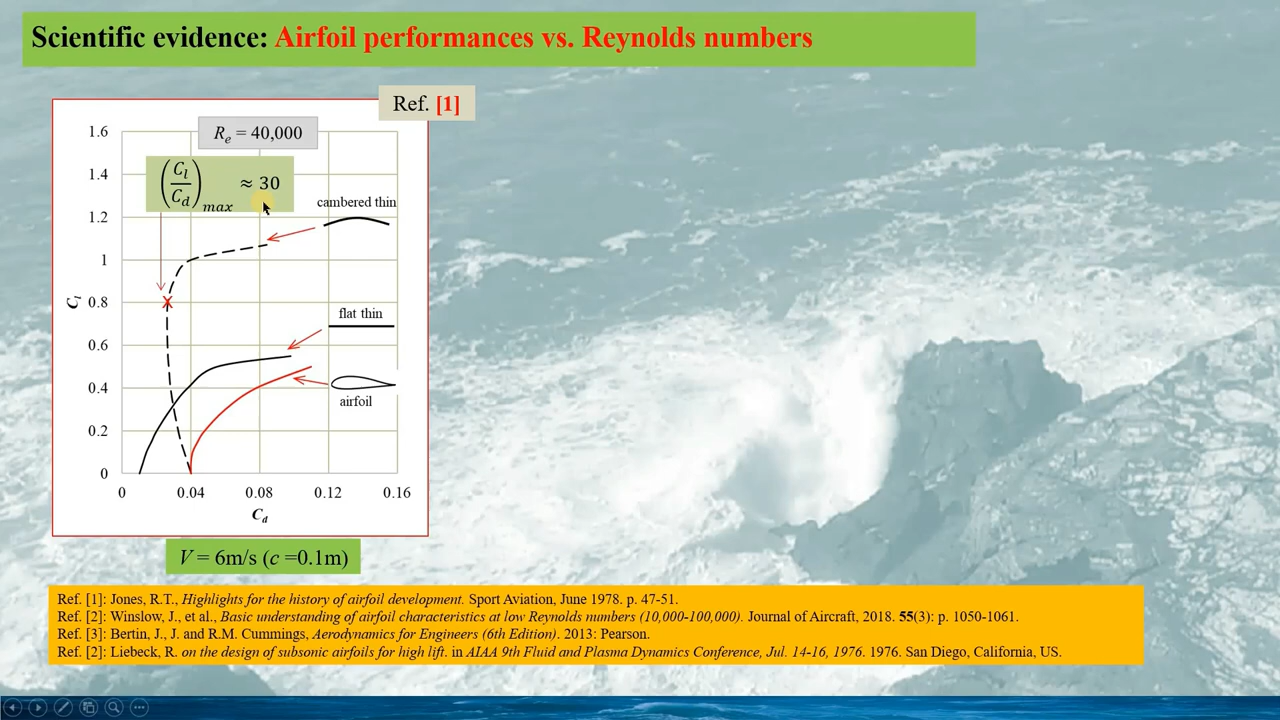 Scientific evidence: Airfoil performances vs. Reynolds numbers
Ref. [1]
Re = 40,000
(Cl/Cd)max ≈ 30
1.6
1.4
1.2
1
0.8
0.6
0.4
0.2
0
Cl
cambered thin
flat thin
airfoil
0 0.04 0.08 0.12 0.16
Cd
V = 6m/s (c =0.1m)
Ref. [1]: Jones, R.T., Highlights for the history of airfoil development. Sport Aviation, June 1978. p. 47-51.
Ref. [2]: Winslow, J., et al., Basic understanding of airfoil characteristics at low Reynolds numbers (10,000-100,000). Journal of Aircraft, 2018. 55(3): p. 1050-1061.
Ref. [3]: Bertin, J., J. and R.M. Cummings, Aerodynamics for Engineers (6th Edition). 2013: Pearson.
Ref. [2]: Liebeck, R. on the design of subsonic airfoils for high lift. in AIAA 9th Fluid and Plasma Dynamics Conference, Jul. 14-16, 1976. 1976. San Diego, California, US.